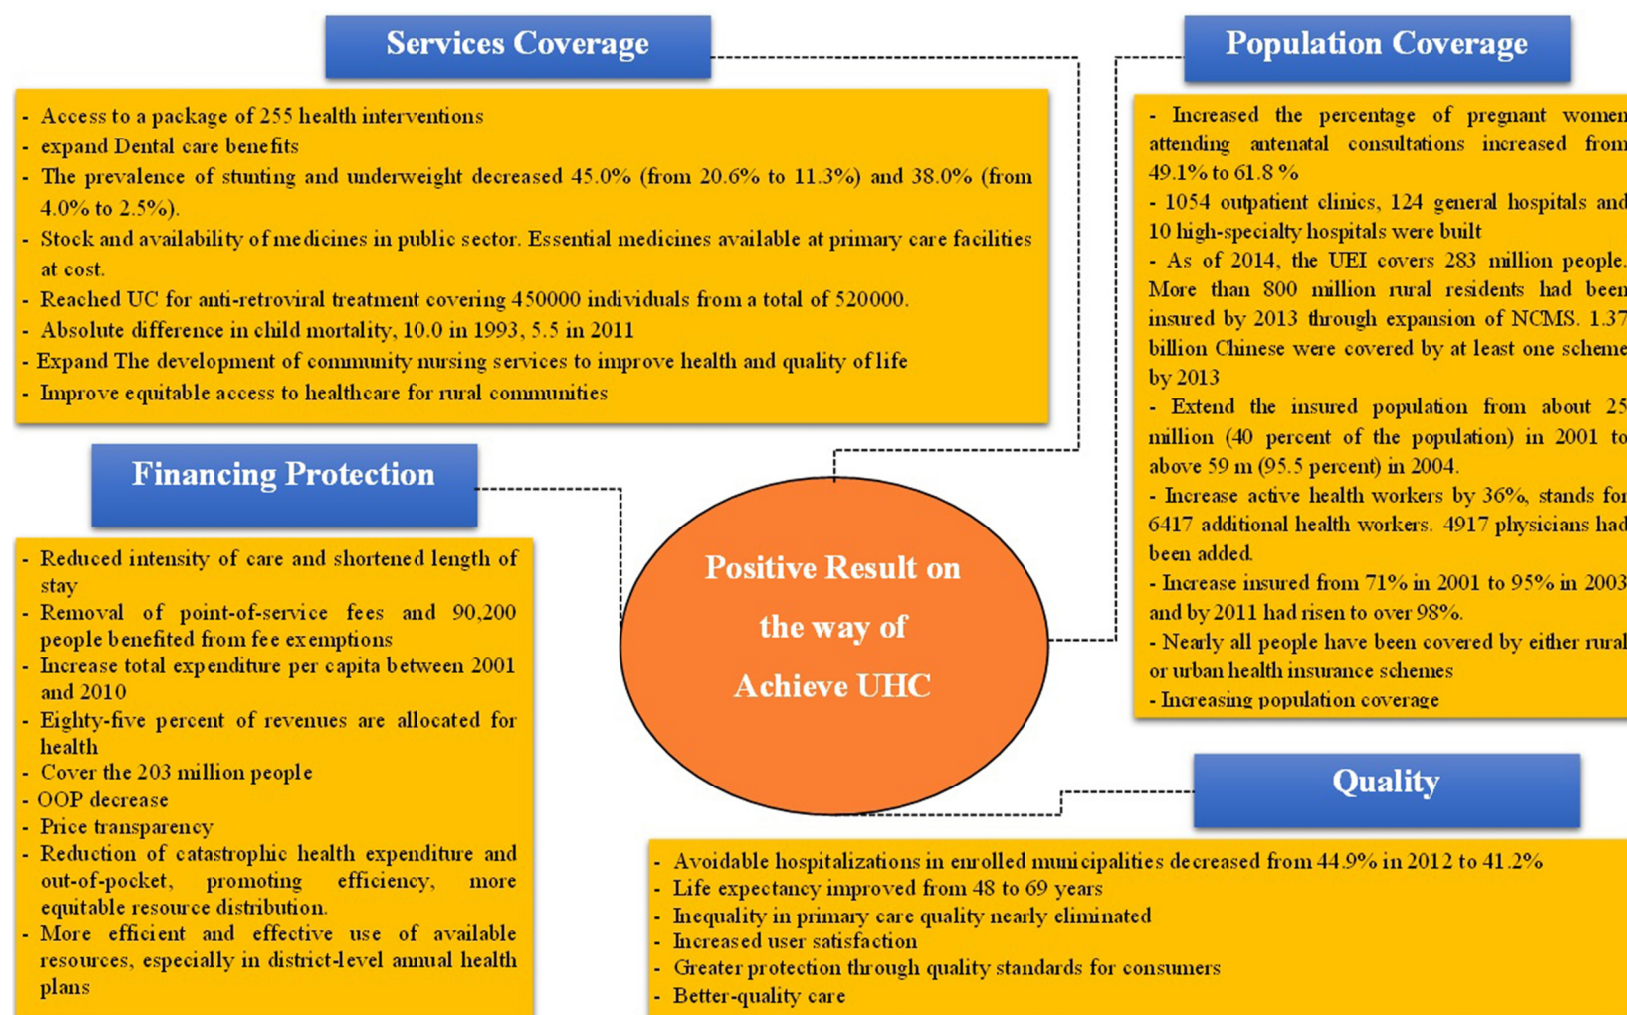 Services Coverage
- Access to a package of 255 health interventions
- expand Dental care benefits
- The prevalence of stunting and underweight decreased 45.0% (from 20.6% to 11.3%) and 38.0% (from
4.0% to 2.5%).
- Stock and availability of medicines in public sector. Essential medicines available at primary care facilities
at cost.
- Reached UC for anti-retroviral treatment covering 450000 individuals from a total of 520000.
- Absolute difference in child mortality, 10.0 in 1993, 5.5 in 2011
- Expand The development of community nursing services to improve health and quality of life
- Improve equitable access to healthcare for rural communities
Population Coverage
- Increased the percentage of pregnant women
attending antenatal consultations increased from
49.1% to 61.8 %
- 1054 outpatient clinics, 124 general hospitals and
10 high-specialty hospitals were built
- As of 2014, the UEI covers 283 million people.
More than 800 million rural residents had been
insured by 2013 through expansion of NCMS. 1.37
billion Chinese were covered by at least one scheme
by 2013
- Extend the insured population from about 25
million (40 percent of the population) in 2001 to
above 59 m (95.5 percent) in 2004.
- Increase active health workers by 36%, stands for
6417 additional health workers. 4917 physicians had
been added.
- Increase insured from 71% in 2001 to 95% in 2003
and by 2011 had risen to over 98%.
- Nearly all people have been covered by either rural
or urban health insurance schemes
- Increasing population coverage
Financing Protection
- Reduced intensity of care and shortened length of
stay
- Removal of point-of-service fees and 90,200
people benefited from fee exemptions
- Increase total expenditure per capita between 2001
and 2010
- Eighty-five percent of revenues are allocated for
health
- Cover the 203 million people
- OOP decrease
- Price transparency
- Reduction of catastrophic health expenditure and
out-of-pocket, promoting efficiency, more
equitable resource distribution.
- More efficient and effective use of available
resources, especially in district-level annual health
plans
Positive Result on
the way of
Achieve UHC
Quality
- Avoidable hospitalizations in enrolled municipalities decreased from 44.9% in 2012 to 41.2%
- Life expectancy improved from 48 to 69 years
- Inequality in primary care quality nearly eliminated
- Increased user satisfaction
- Greater protection through quality standards for consumers
- Better-quality care